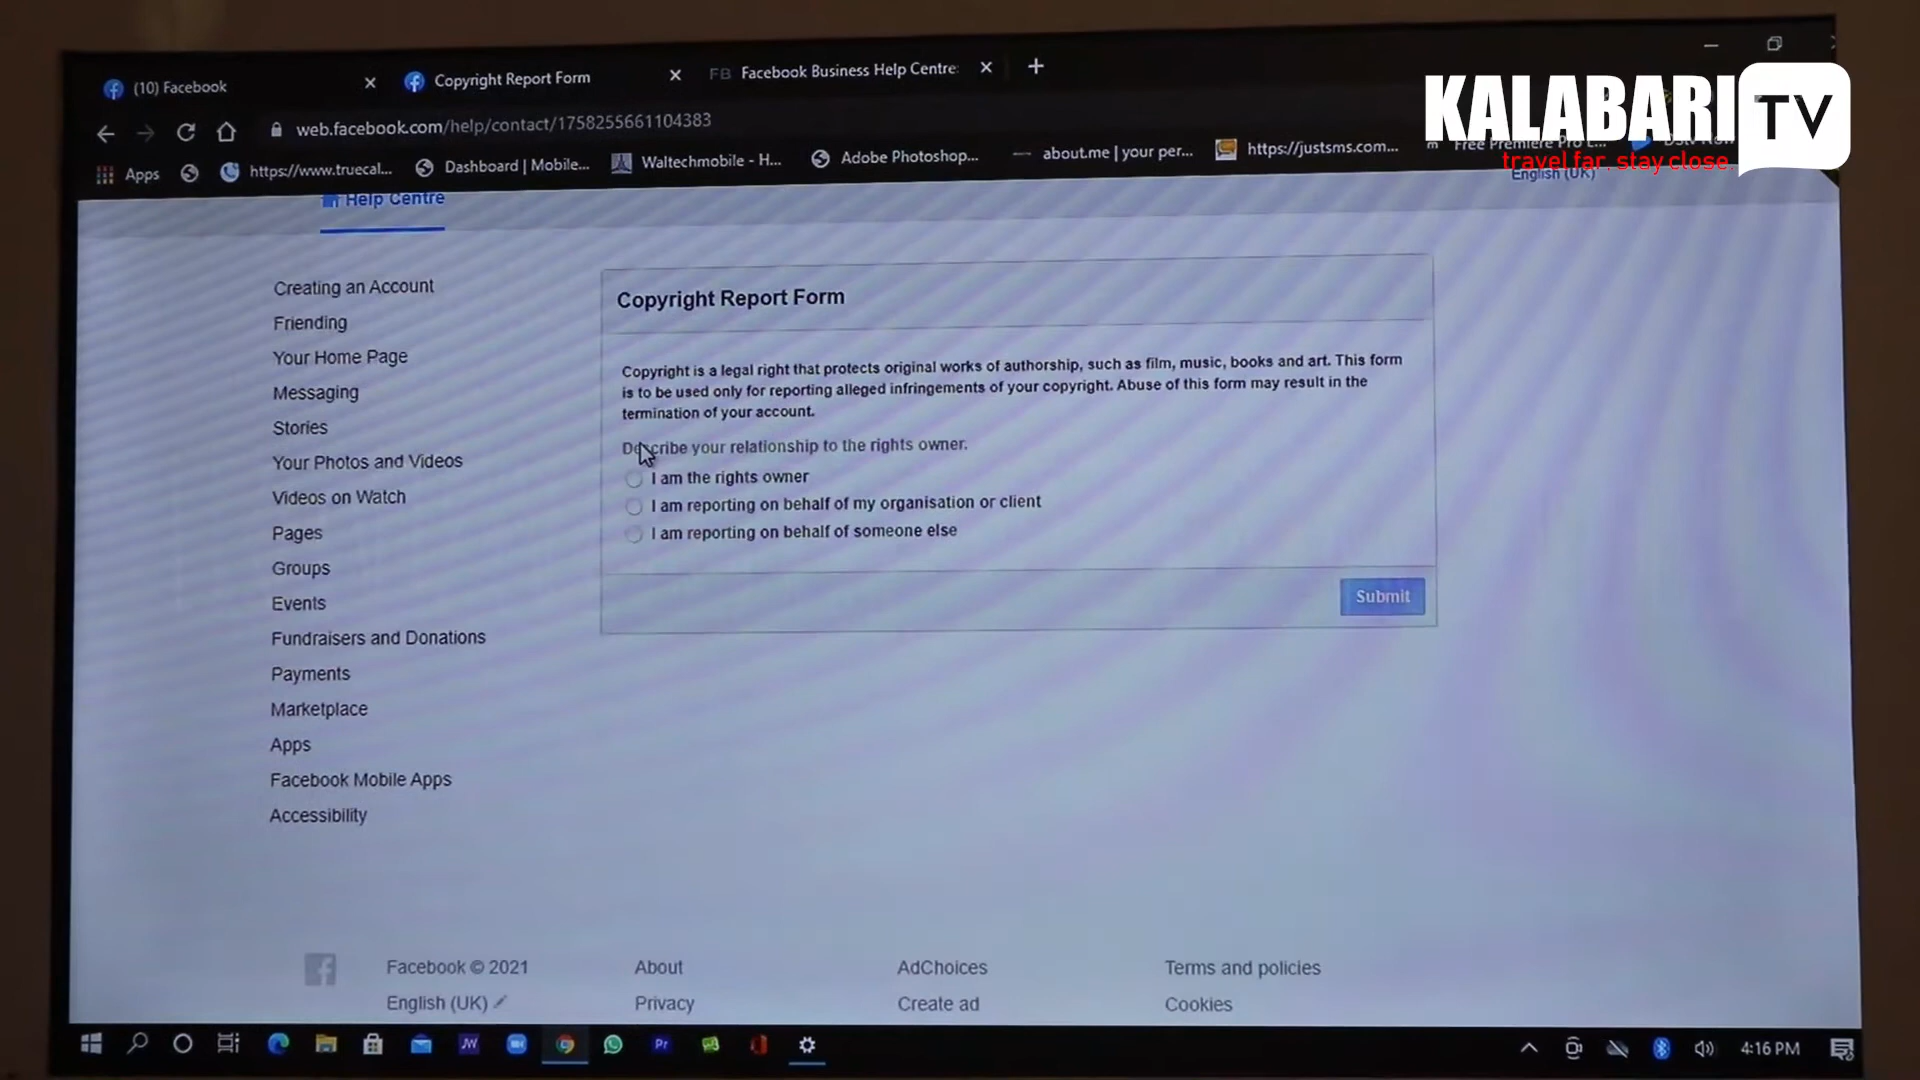 (10) Facebook
Copyright Report Form
FB Facebook Business Help Centre:
web.facebook.com/help/contact/1758255661104383
KALABARI TV
travel far. stay close.
Apps
https://www.truecal...
Dashboard | Mobile...
Waltechmobile - H...
Adobe Photoshop...
about.me | your per...
https://justsms.com...
Free Premiere Pro L...
English (UK)
Help Centre
Creating an Account
Friending
Your Home Page
Messaging
Stories
Your Photos and Videos
Videos on Watch
Pages
Groups
Events
Fundraisers and Donations
Payments
Marketplace
Apps
Facebook Mobile Apps
Accessibility
Copyright Report Form
Copyright is a legal right that protects original works of authorship, such as film, music, books and art. This form
is to be used only for reporting alleged infringements of your copyright. Abuse of this form may result in the
termination of your account.
Describe your relationship to the rights owner.
I am the rights owner
I am reporting on behalf of my organisation or client
I am reporting on behalf of someone else
Submit
Facebook © 2021
About
AdChoices
Terms and policies
English (UK)
Privacy
Create ad
Cookies
JW
Pr
4:16 PM